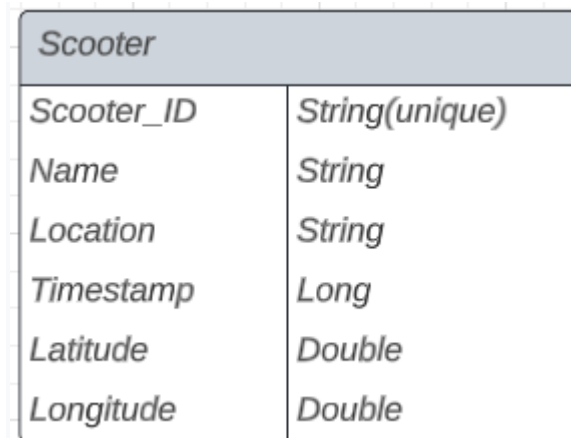 Scooter
Scooter_ID String(unique)
Name String
Location String
Timestamp Long
Latitude Double
Longitude Double